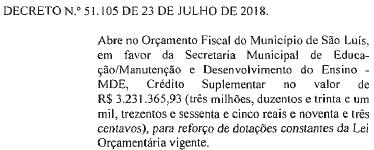 DECRETO N.º 51.105 DE 23 DE JULHO DE 2018.
Abre no Orçamento Fiscal do Município de São Luís,
em favor da Secretaria Municipal de Educa-
ção/Manutenção e Desenvolvimento do Ensino -
MDE, Crédito Suplementar no valor de
R$ 3.231.365,93 (três milhões, duzentos e trinta e um
mil, trezentos e sessenta e cinco reais e noventa e três
centavos), para reforço de dotações constantes da Lei
Orçamentária vigente.